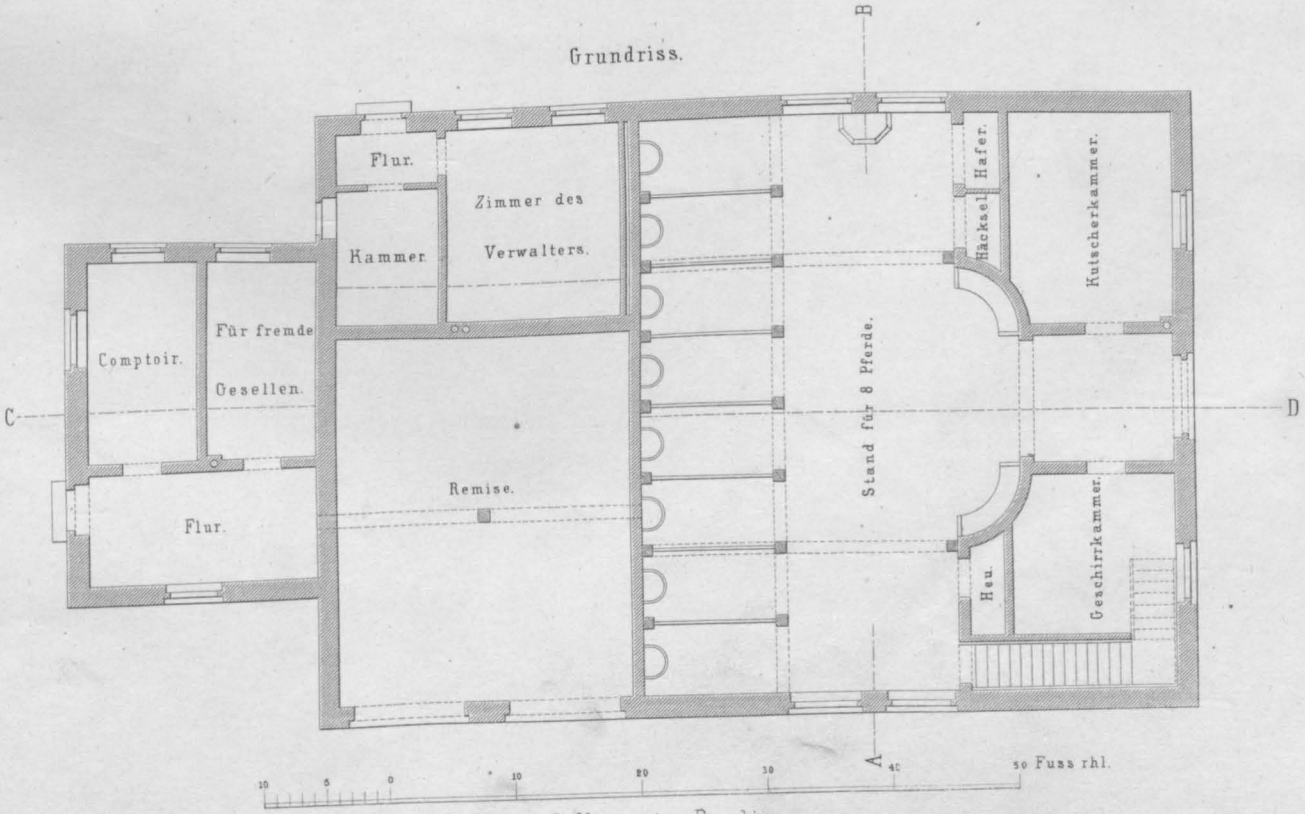 Grundriss.
B
Flur.
Zimmer des
Verwalters.
Kammer.
Hafer.
Häcksel
Kutscherkammer.
Für fremde
Gesellen.
Comptoir.
Stand für 8 Pferde.
C
D
Remise.
Flur.
Heu.
Geschirrkammer.
A
10 5 0 10 20 30 40 50 Fuss rhl.